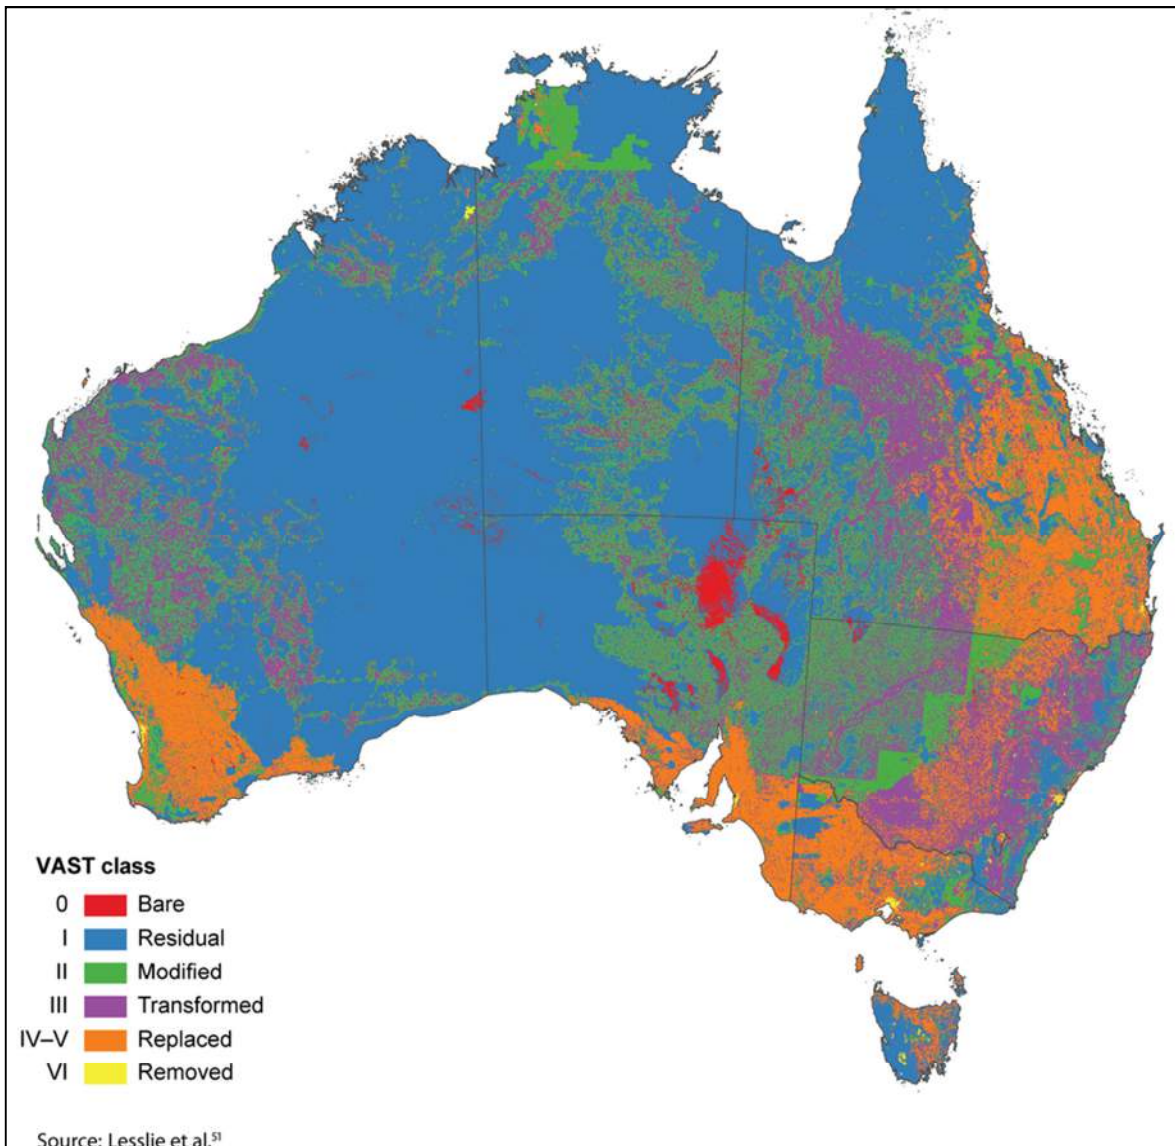 VAST class
0 Bare
I Residual
II Modified
III Transformed
IV–V Replaced
VI Removed
Source: Lesslie et al.⁵¹